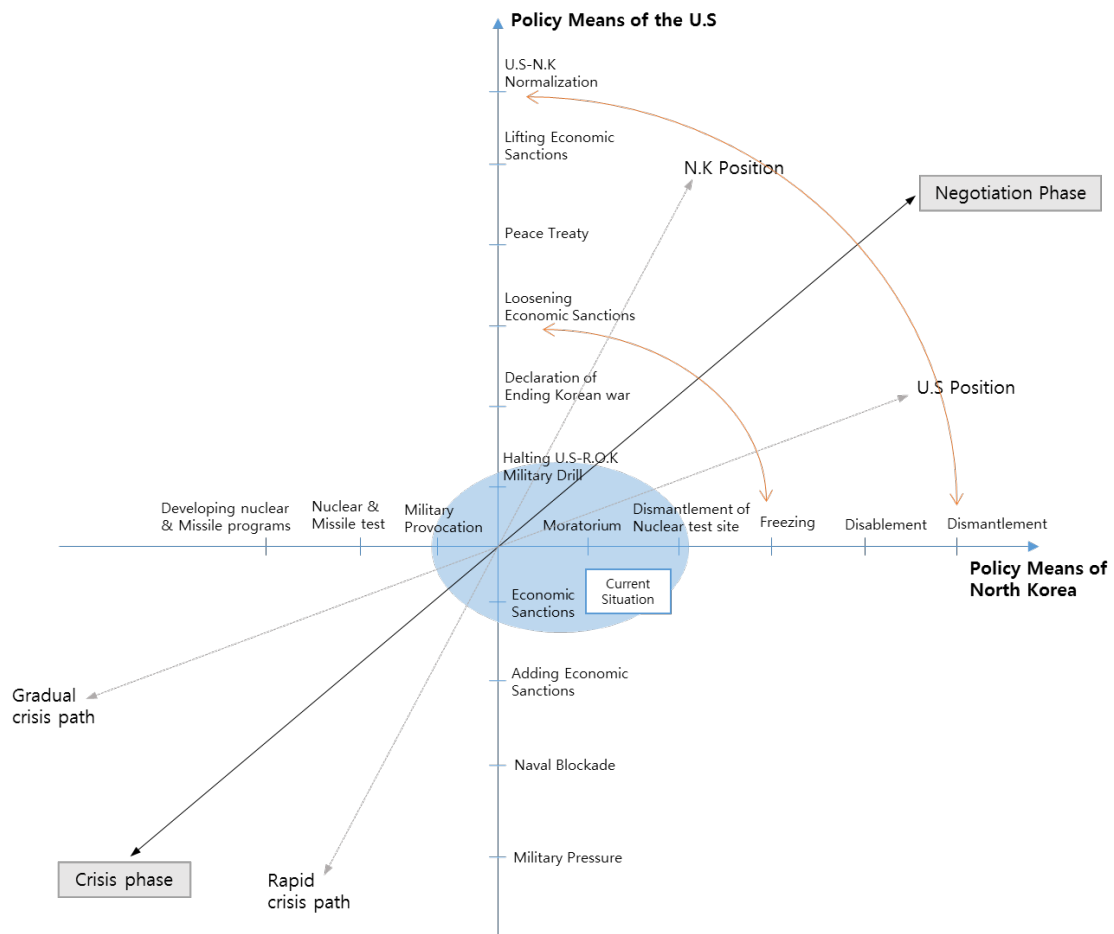 Policy Means of the U.S
U.S-N.K
Normalization
Lifting Economic
Sanctions
N.K Position
Negotiation Phase
Peace Treaty
Loosening
Economic Sanctions
Declaration of
Ending Korean war
U.S Position
Halting U.S-R.O.K
Military Drill
Developing nuclear
& Missile programs
Nuclear &
Missile test
Military
Provocation
Moratorium
Dismantlement of
Nuclear test site
Freezing
Disablement
Dismantlement
Policy Means of
North Korea
Current
Situation
Economic
Sanctions
Adding Economic
Sanctions
Gradual
crisis path
Naval Blockade
Military Pressure
Crisis phase
Rapid
crisis path